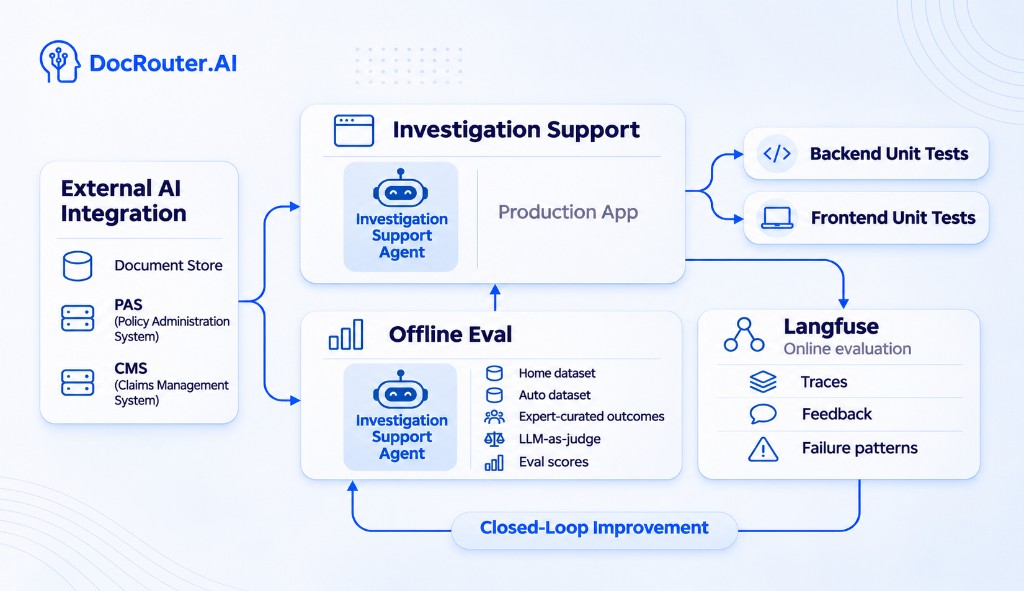 DocRouter.AI
External AI
Integration
Document Store
PAS
(Policy Administration
System)
CMS
(Claims Management
System)
Investigation Support
Investigation
Support
Agent
Production App
Offline Eval
Investigation
Support
Agent
Home dataset
Auto dataset
Expert-curated outcomes
LLM-as-judge
Eval scores
Backend Unit Tests
Frontend Unit Tests
Langfuse
Online evaluation
Traces
Feedback
Failure patterns
Closed-Loop Improvement